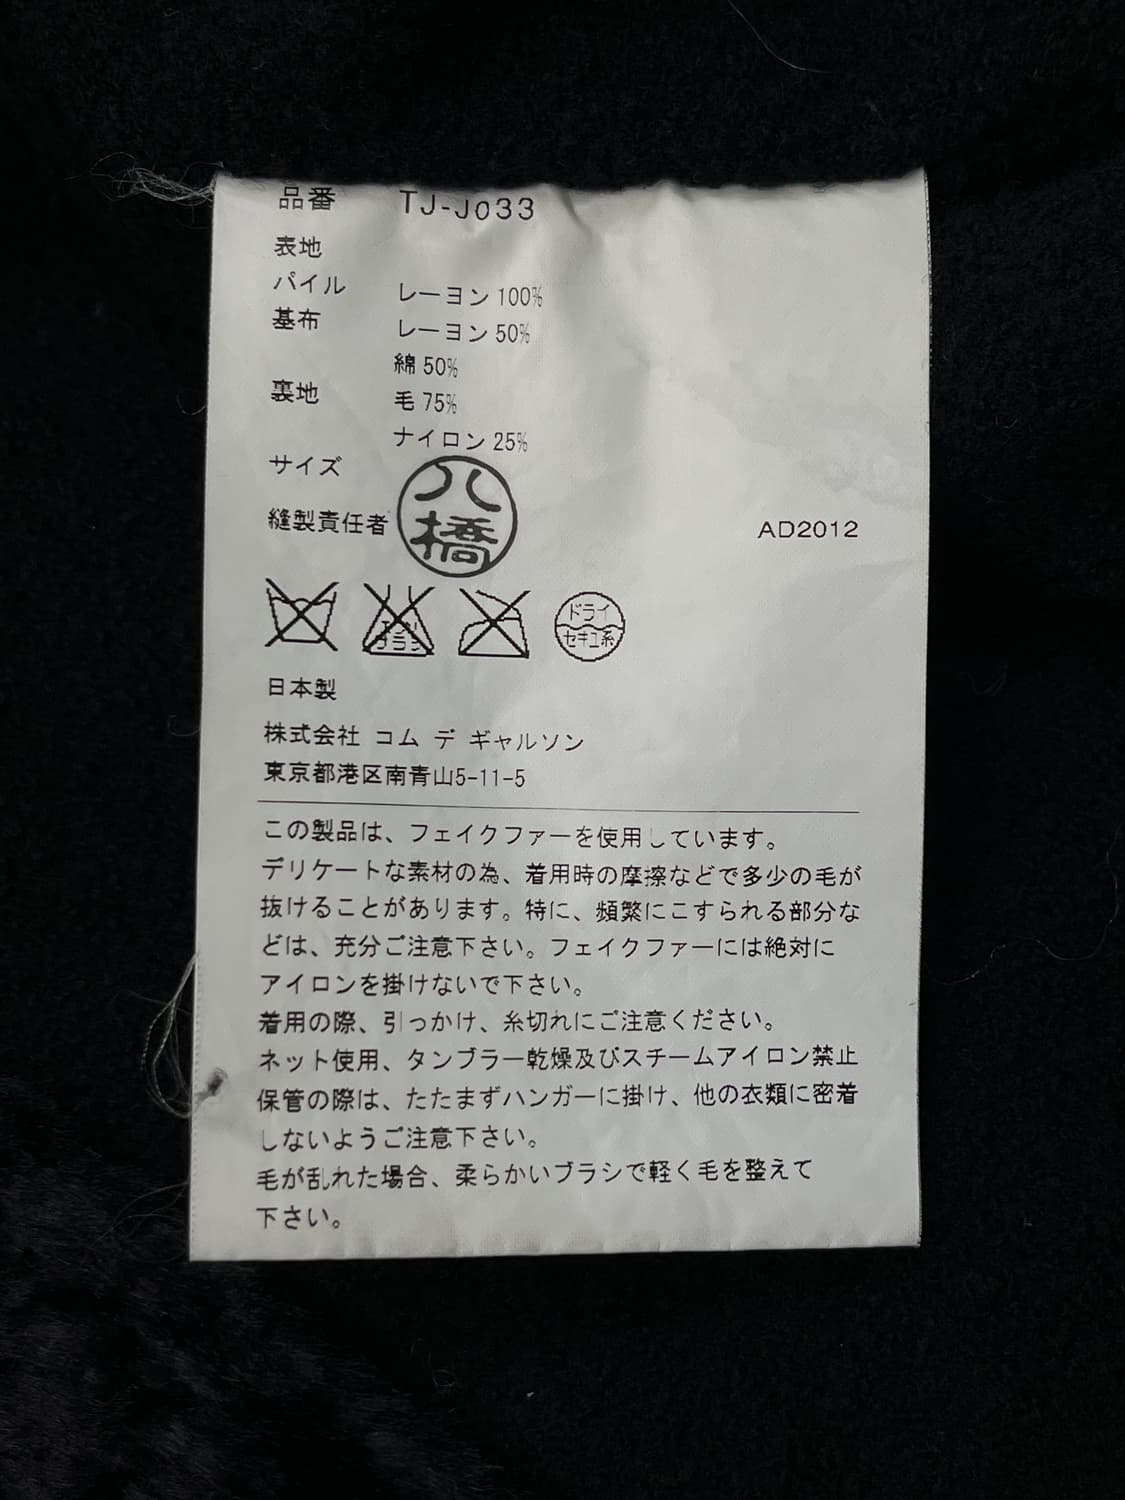 品番 TJ-J033
表地
パイル レーヨン 100%
基布 レーヨン 50%
綿 50%
裏地 毛 75%
ナイロン 25%
サイズ
縫製責任者 八橋 AD2012
エンソ サラシ ドライ セキユ系
日本製
株式会社 コム デ ギャルソン
東京都港区南青山5-11-5
この製品は、フェイクファーを使用しています。
デリケートな素材の為、着用時の摩擦などで多少の毛が
抜けることがあります。特に、頻繁にこすられる部分な
どは、充分ご注意下さい。フェイクファーには絶対に
アイロンを掛けないで下さい。
着用の際、引っかけ、糸切れにご注意ください。
ネット使用、タンブラー乾燥及びスチームアイロン禁止
保管の際は、たたまずハンガーに掛け、他の衣類に密着
しないようご注意下さい。
毛が乱れた場合、柔らかいブラシで軽く毛を整えて
下さい。